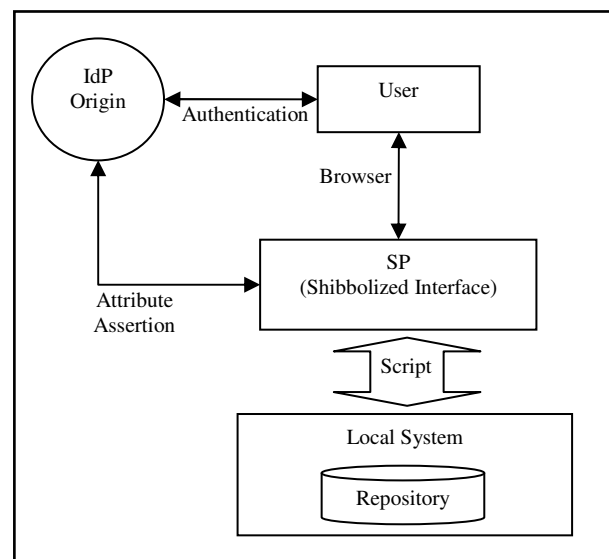 IdP
Origin
User
Authentication
Browser
SP
(Shibbolized Interface)
Attribute
Assertion
Script
Local System
Repository